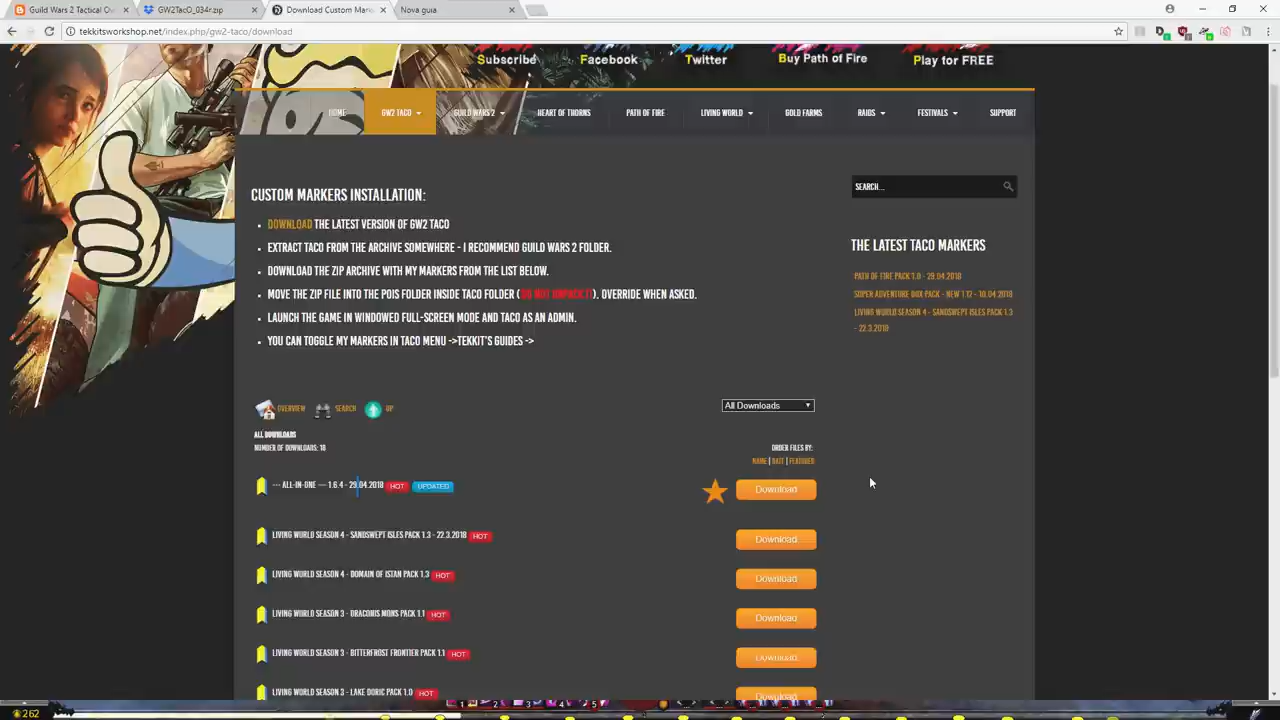 Guild Wars 2 Tactical Ov
GW2TacO_034r.zip
Download Custom Mark
Nova guia
tekkitsworkshop.net/index.php/gw2-taco/download
Subscribe
Facebook
Twitter
Buy Path of Fire
Play for FREE
HOME
GW2 TACO
GUILD WARS 2
HEART OF THORNS
PATH OF FIRE
LIVING WORLD
GOLD FARMS
RAIDS
FESTIVALS
SUPPORT
CUSTOM MARKERS INSTALLATION:
SEARCH...
DOWNLOAD THE LATEST VERSION OF GW2 TACO
EXTRACT TACO FROM THE ARCHIVE SOMEWHERE - I RECOMMEND GUILD WARS 2 FOLDER.
DOWNLOAD THE ZIP ARCHIVE WITH MY MARKERS FROM THE LIST BELOW.
MOVE THE ZIP FILE INTO THE POIS FOLDER INSIDE TACO FOLDER (DO NOT UNPACK IT). OVERRIDE WHEN ASKED.
LAUNCH THE GAME IN WINDOWED FULL-SCREEN MODE AND TACO AS AN ADMIN.
YOU CAN TOGGLE MY MARKERS IN TACO MENU ->TEKKIT'S GUIDES ->
THE LATEST TACO MARKERS
PATH OF FIRE PACK 1.0 - 29.04.2018
SUPER ADVENTURE BOX PACK - NEW 1.12 - 10.04.2018
LIVING WORLD SEASON 4 - SANDSWEPT ISLES PACK 1.3
- 22.3.2018
OVERVIEW
SEARCH
UP
All Downloads
ALL DOWNLOADS
NUMBER OF DOWNLOADS: 18
ORDER FILES BY:
NAME | DATE | FEATURED
--- ALL-IN-ONE --- 1.6.4 - 29.04.2018 HOT UPDATED
Download
LIVING WORLD SEASON 4 - SANDSWEPT ISLES PACK 1.3 - 22.3.2018 HOT
Download
LIVING WORLD SEASON 4 - DOMAIN OF ISTAN PACK 1.3 HOT
Download
LIVING WORLD SEASON 3 - DRACONIS MONS PACK 1.1 HOT
Download
LIVING WORLD SEASON 3 - BITTERFROST FRONTIER PACK 1.1 HOT
Download
LIVING WORLD SEASON 3 - LAKE DORIC PACK 1.0 HOT
Download
262
1 2 3 4 5